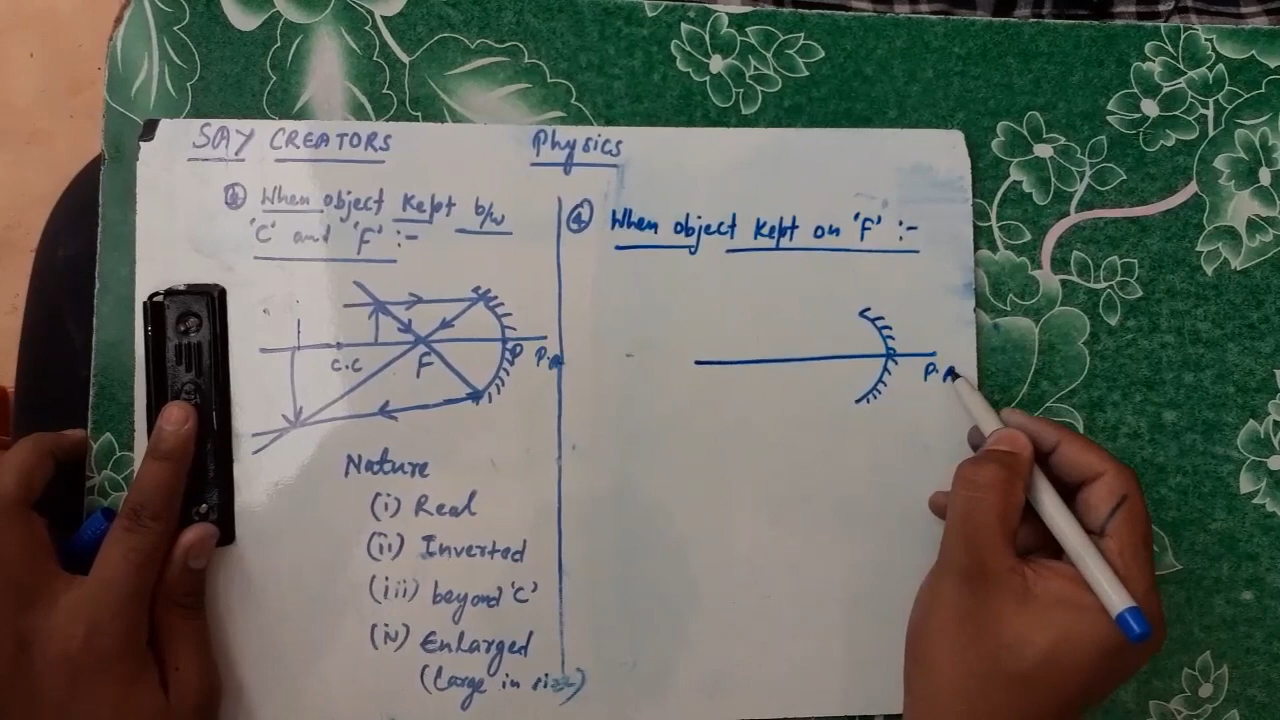 SAY CREATORS
Physics
When object Kept b/w
'C' and 'F' :-
C.C
F
P
P.A
Nature
(i) Real
(ii) Inverted
(iii) beyond 'C'
(iv) Enlarged
(Large in size)
④ When object Kept on 'F' :-
P.A